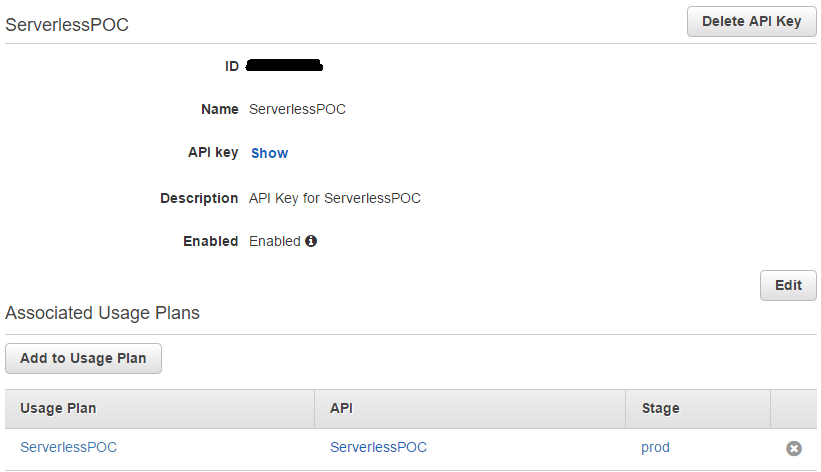 ServerlessPOC
Delete API Key
ID
Name ServerlessPOC
API key Show
Description API Key for ServerlessPOC
Enabled Enabled
Edit
Associated Usage Plans
Add to Usage Plan
Usage Plan API Stage
ServerlessPOC ServerlessPOC prod